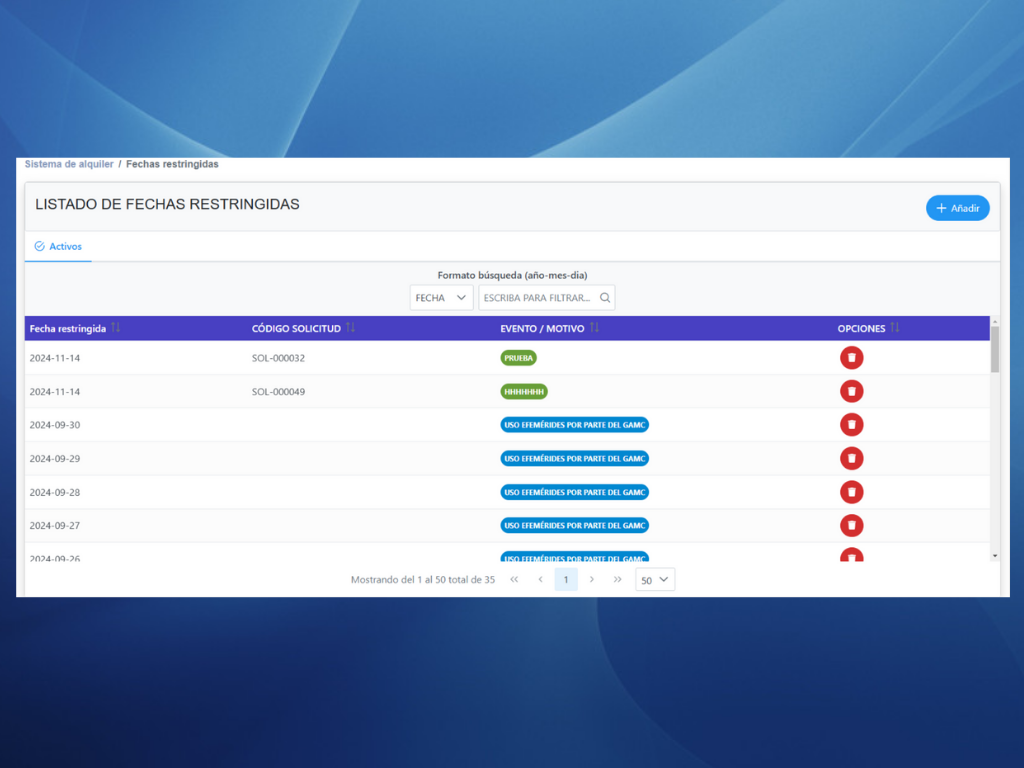 Sistema de alquiler / Fechas restringidas
LISTADO DE FECHAS RESTRINGIDAS
Añadir
Activos
Formato búsqueda (año-mes-dia)
FECHA ESCRIBA PARA FILTRAR...
Fecha restringida CÓDIGO SOLICITUD EVENTO / MOTIVO OPCIONES
2024-11-14 SOL-000032 PRUEBA
2024-11-14 SOL-000049 HHHHHHH
2024-09-30 USO EFEMÉRIDES POR PARTE DEL GAMC
2024-09-29 USO EFEMÉRIDES POR PARTE DEL GAMC
2024-09-28 USO EFEMÉRIDES POR PARTE DEL GAMC
2024-09-27 USO EFEMÉRIDES POR PARTE DEL GAMC
2024-09-26 USO EFEMÉRIDES POR PARTE DEL GAMC
Mostrando del 1 al 50 total de 35 « ‹ 1 › » 50